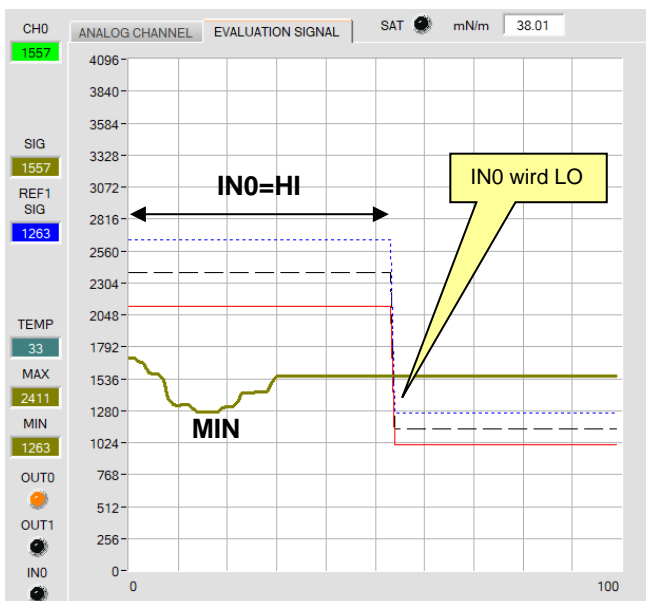 CH0
1557
SIG
1557
REF1
SIG
1263
TEMP
33
MAX
2411
MIN
1263
OUT0
OUT1
IN0
ANALOG CHANNEL
EVALUATION SIGNAL
SAT
mN/m
38.01
4096
3840
3584
3328
3072
2816
2560
2304
2048
1792
1536
1280
1024
768
512
256
0
0
100
IN0=HI
IN0 wird LO
MIN